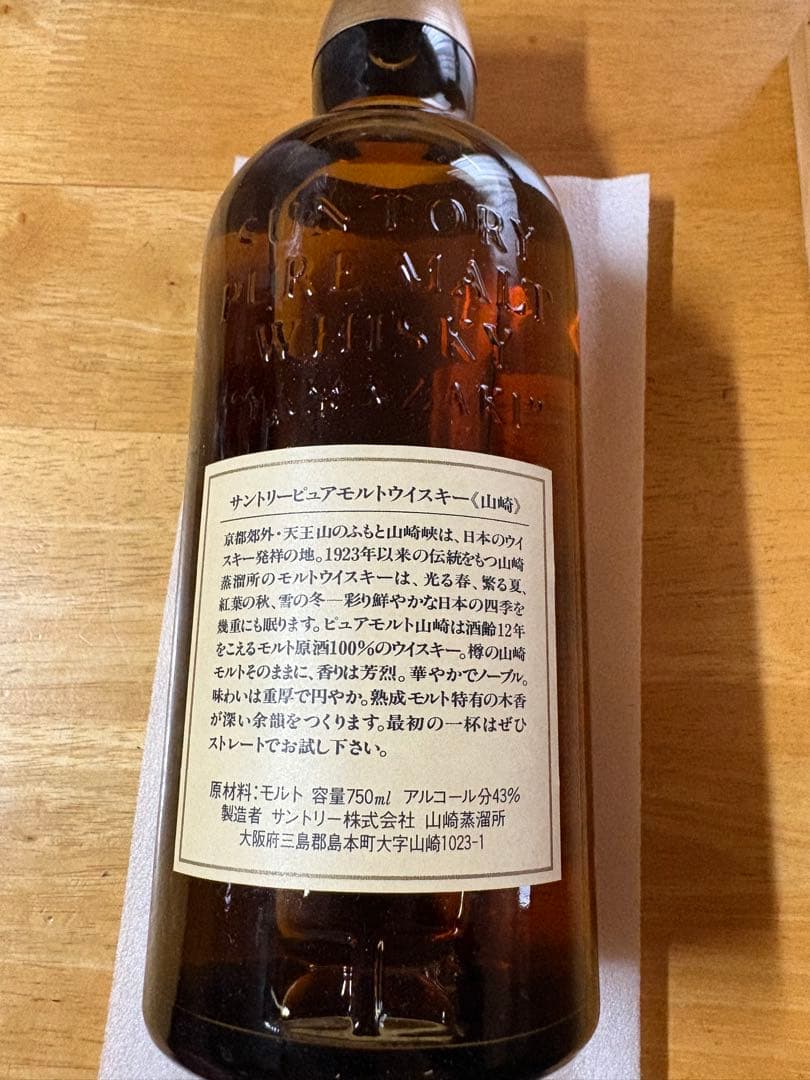 SUNTORY
PURE MALT
WHISKY
"YAMAZAKI"
サントリーピュアモルトウイスキー《山崎》
京都郊外・天王山のふもと山崎峡は、日本のウイ
スキー発祥の地。1923年以来の伝統をもつ山崎
蒸溜所のモルトウイスキーは、光る春、繁る夏、
紅葉の秋、雪の冬―彩り鮮やかな日本の四季を
幾重にも眠ります。ピュアモルト山崎は酒齢12年
をこえるモルト原酒100%のウイスキー。樽の山崎
モルトそのままに、香りは芳烈。華やかでノーブル。
味わいは重厚で円やか。熟成モルト特有の木香
が深い余韻をつくります。最初の一杯はぜひ
ストレートでお試し下さい。
原材料:モルト 容量750ml アルコール分43%
製造者 サントリー株式会社 山崎蒸溜所
大阪府三島郡島本町大字山崎1023-1